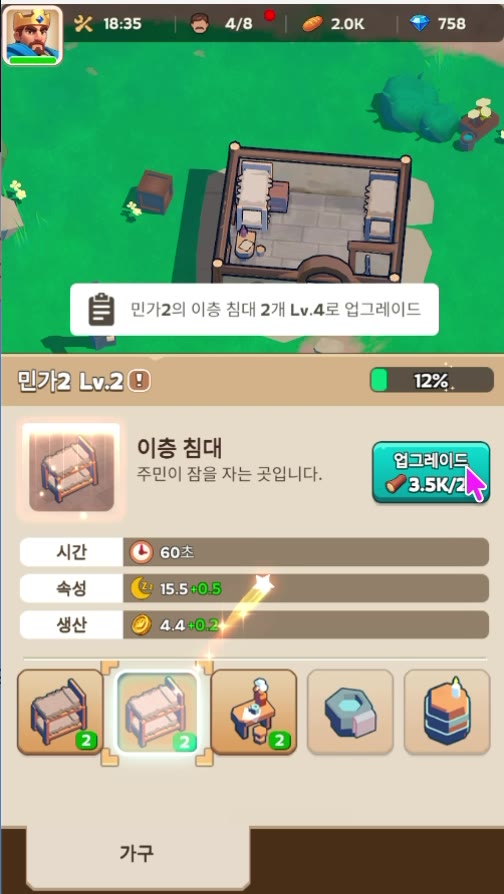 18:35
4/8
2.0K
758
민가2의 이층 침대 2개 Lv.4로 업그레이드
민가2 Lv.2
12%
이층 침대
주민이 잠을 자는 곳입니다.
업그레이드
3.5K/2
시간
60초
속성
15.5+0.5
생산
4.4+0.2
2
2
2
가구